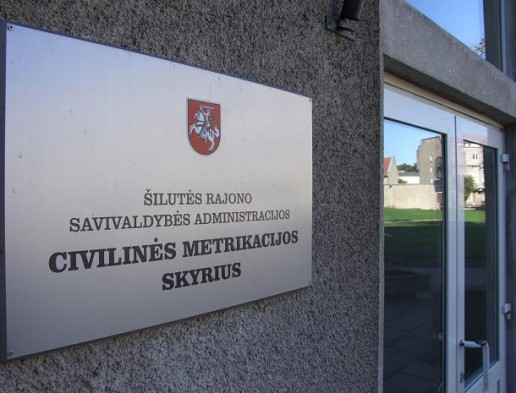 ŠILUTĖS RAJONO
SAVIVALDYBĖS ADMINISTRACIJOS
CIVILINĖS METRIKACIJOS
SKYRIUS